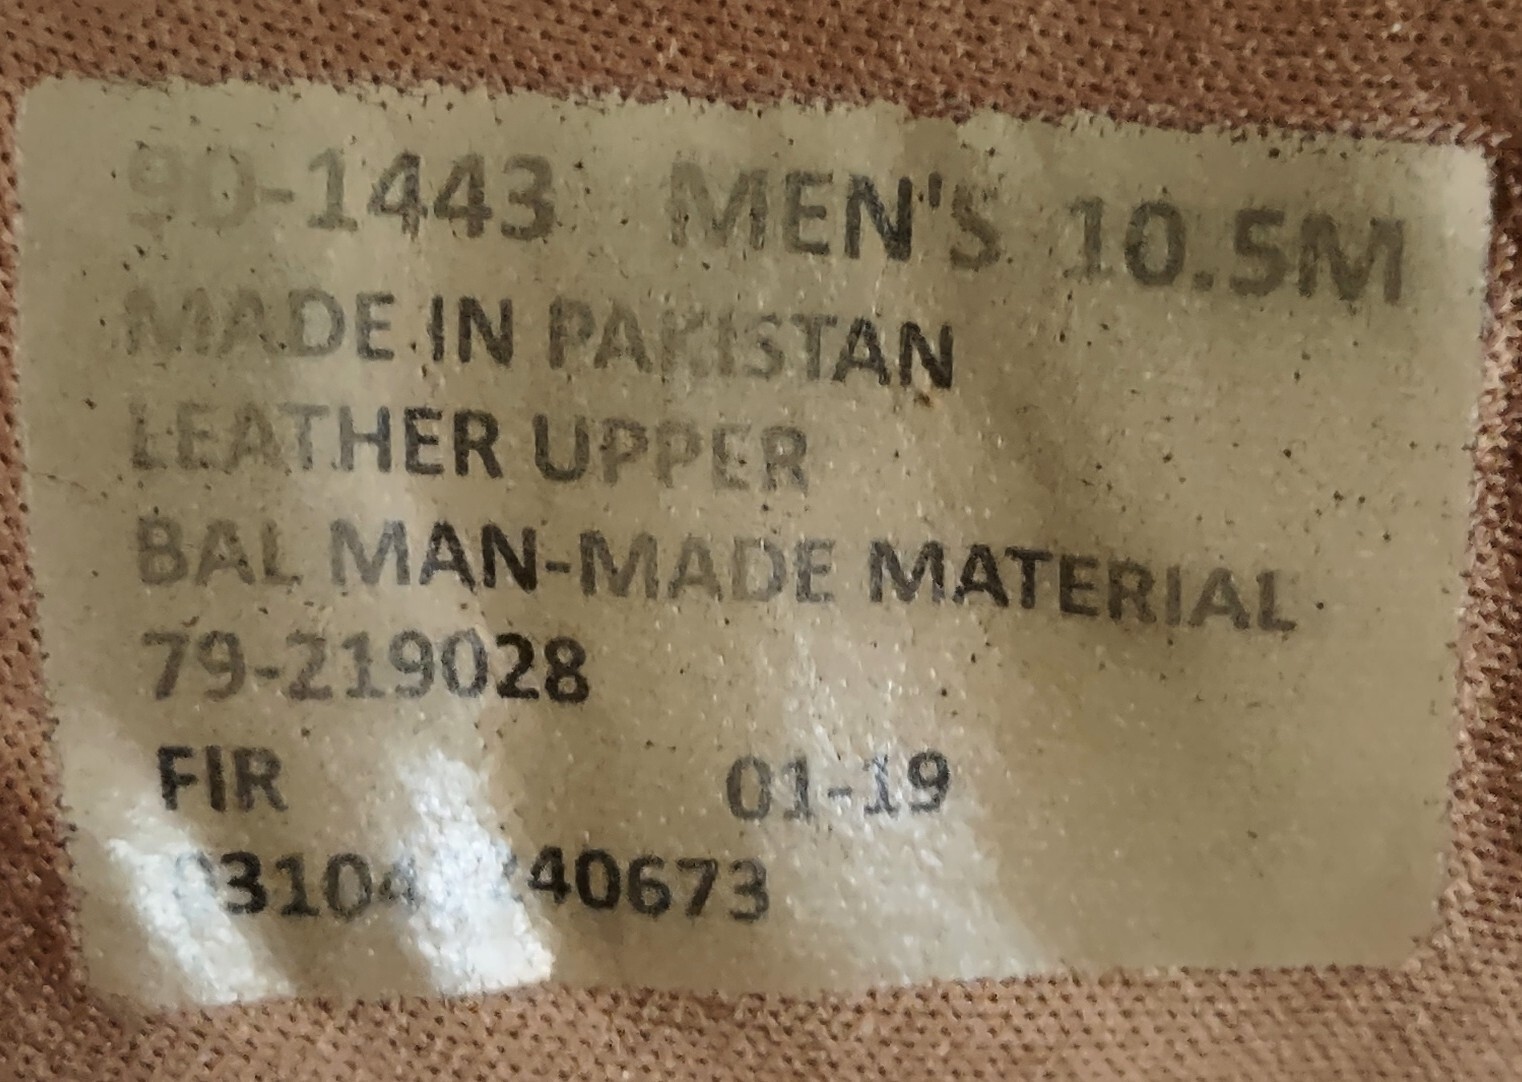 90-1443 MEN'S 10.5M
MADE IN PAKISTAN
LEATHER UPPER
BAL MAN-MADE MATERIAL
79-219028
FIR 01-19